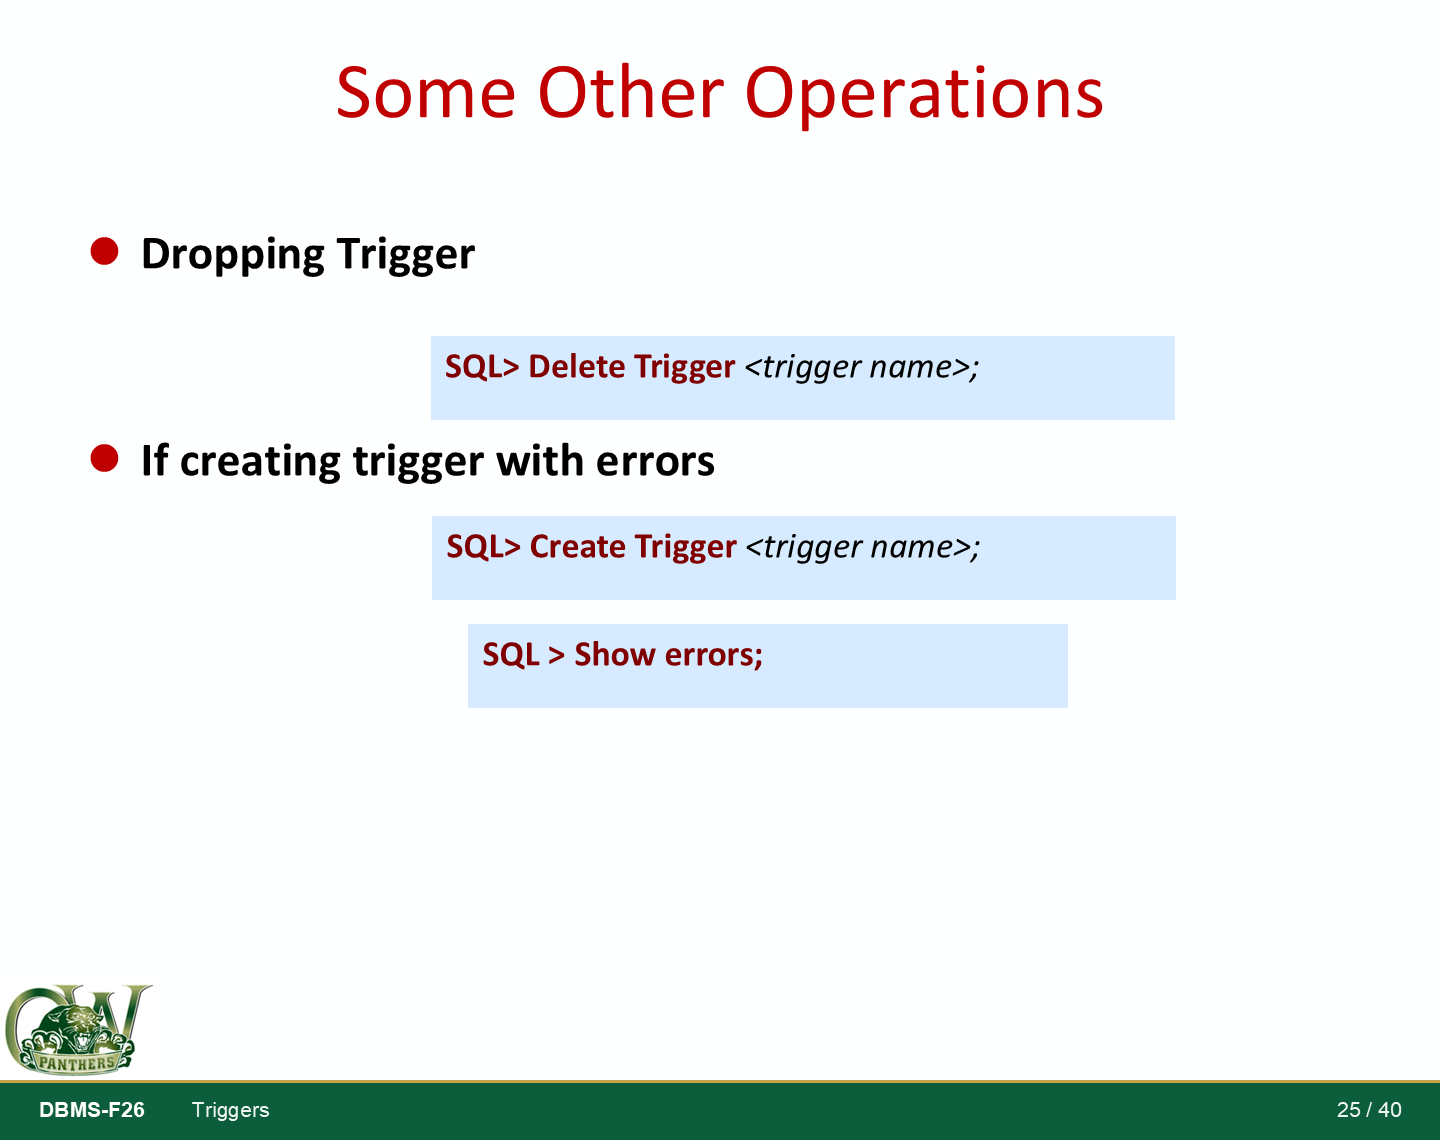 Some Other Operations
Dropping Trigger
SQL> Delete Trigger <trigger name>;
If creating trigger with errors
SQL> Create Trigger <trigger name>;
SQL > Show errors;
OW
PANTHERS
DBMS-F26 Triggers 25 / 40